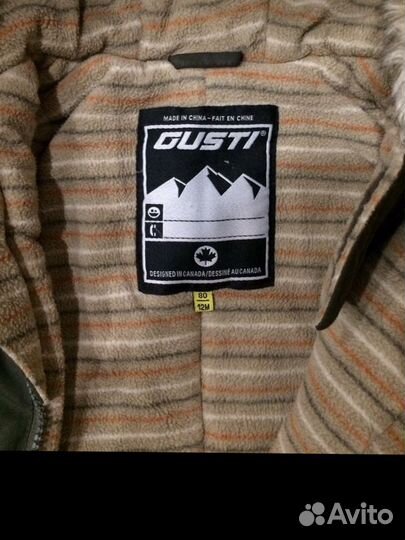 MADE IN CHINA - FAIT EN CHINE
GUSTI®
DESIGNED IN CANADA/DESSINÉ AU CANADA
80
12M
Avito